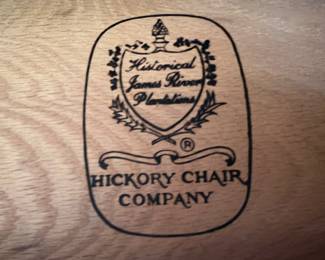 Historical
James River
Plantations
®
HICKORY CHAIR
COMPANY